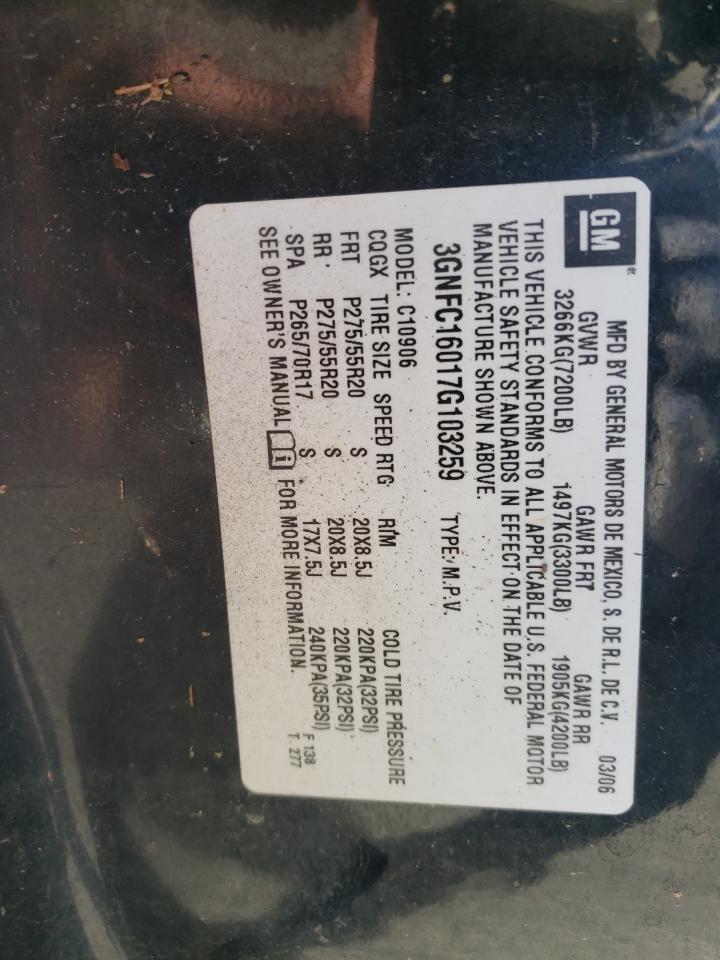 GM
MFD BY GENERAL MOTORS DE MEXICO, S. DE R.L. DE C.V. 03/06
GVWR GAWR FRT GAWR RR
3266KG(7200LB) 1497KG(3300LB) 1905KG(4200LB)
THIS VEHICLE CONFORMS TO ALL APPLICABLE U.S. FEDERAL MOTOR
VEHICLE SAFETY STANDARDS IN EFFECT ON THE DATE OF
MANUFACTURE SHOWN ABOVE.
3GNFC16017G103259 TYPE: M.P.V.
MODEL: C10906
CQGX TIRE SIZE SPEED RTG RIM COLD TIRE PRESSURE
FRT P275/55R20 S 20X8.5J 220KPA(32PSI)
RR P275/55R20 S 20X8.5J 220KPA(32PSI)
SPA P265/70R17 S 17X7.5J 240KPA(35PSI)
SEE OWNER'S MANUAL i FOR MORE INFORMATION.
F 138
T 277